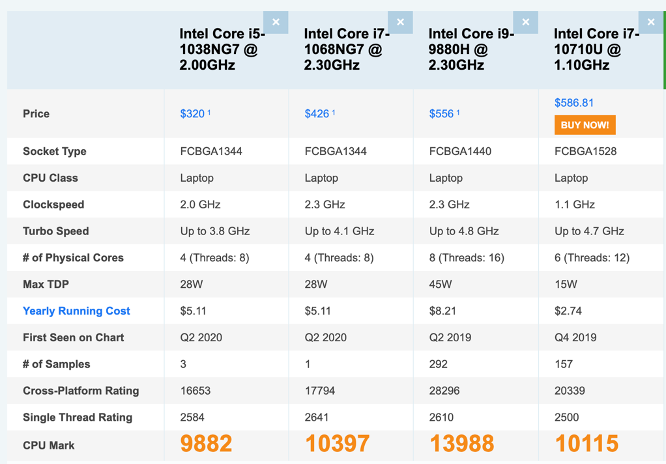 × × × ×
Intel Core i5- Intel Core i7- Intel Core i9- Intel Core i7-
1038NG7 @ 1068NG7 @ 9880H @ 10710U @
2.00GHz 2.30GHz 2.30GHz 1.10GHz
Price $320 ¹ $426 ¹ $556 ¹ $586.81
BUY NOW!
Socket Type FCBGA1344 FCBGA1344 FCBGA1440 FCBGA1528
CPU Class Laptop Laptop Laptop Laptop
Clockspeed 2.0 GHz 2.3 GHz 2.3 GHz 1.1 GHz
Turbo Speed Up to 3.8 GHz Up to 4.1 GHz Up to 4.8 GHz Up to 4.7 GHz
# of Physical Cores 4 (Threads: 8) 4 (Threads: 8) 8 (Threads: 16) 6 (Threads: 12)
Max TDP 28W 28W 45W 15W
Yearly Running Cost $5.11 $5.11 $8.21 $2.74
First Seen on Chart Q2 2020 Q2 2020 Q2 2019 Q4 2019
# of Samples 3 1 292 157
Cross-Platform Rating 16653 17794 28296 20339
Single Thread Rating 2584 2641 2610 2500
CPU Mark 9882 10397 13988 10115